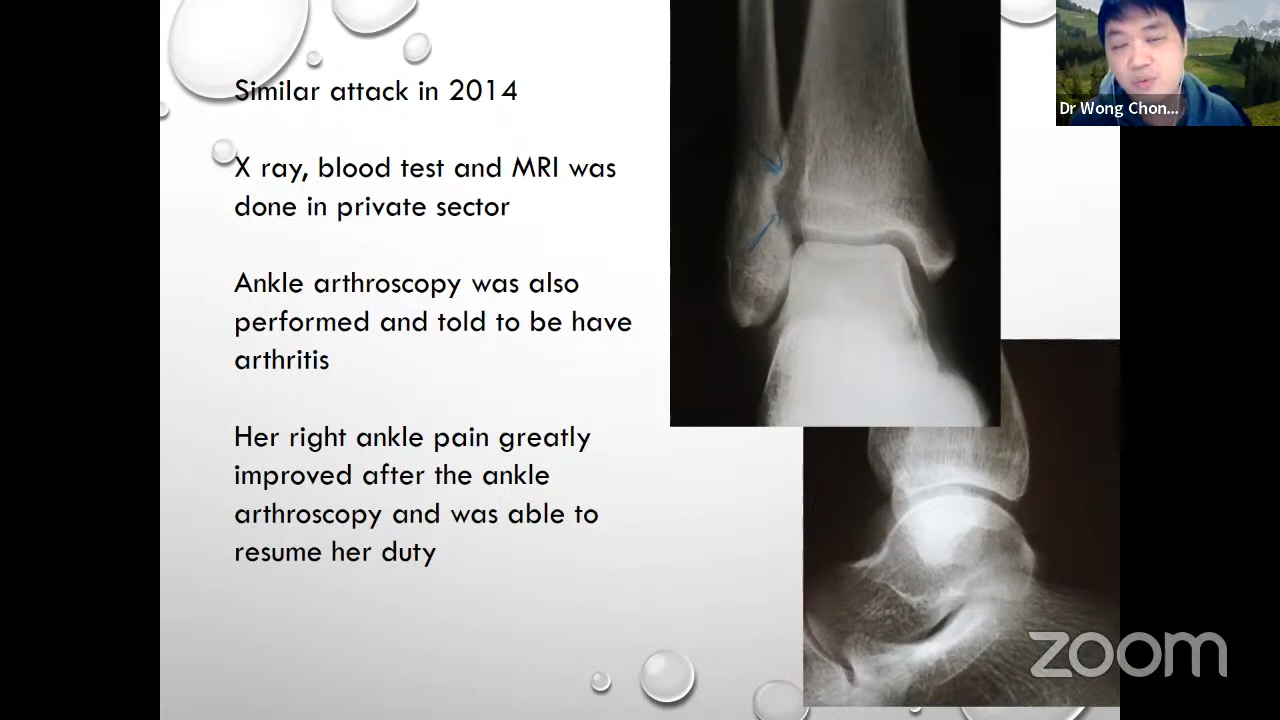 Similar attack in 2014
X ray, blood test and MRI was
done in private sector
Ankle arthroscopy was also
performed and told to be have
arthritis
Her right ankle pain greatly
improved after the ankle
arthroscopy and was able to
resume her duty
Dr Wong Chon...
zoom